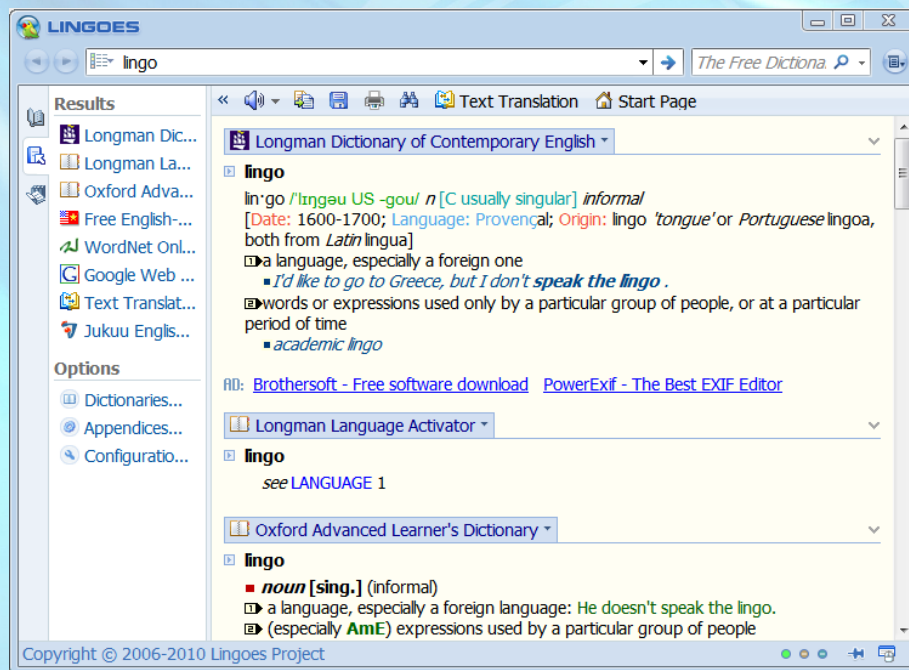 LINGOES
lingo
The Free Dictiona
Results
Longman Dic...
Longman La...
Oxford Adva...
Free English-...
WordNet Onl...
Google Web ...
Text Translat...
Jukuu Englis...
Options
Dictionaries...
Appendices...
Configuratio...
« Text Translation Start Page
Longman Dictionary of Contemporary English
lingo
lin·go /ˈlɪŋgəu US -gou/ n [C usually singular] informal
[Date: 1600-1700; Language: Provençal; Origin: lingo 'tongue' or Portuguese lingoa,
both from Latin lingua]
1 a language, especially a foreign one
I'd like to go to Greece, but I don't speak the lingo .
2 words or expressions used only by a particular group of people, or at a particular
period of time
academic lingo
AD: Brothersoft - Free software download PowerExif - The Best EXIF Editor
Longman Language Activator
lingo
see LANGUAGE 1
Oxford Advanced Learner's Dictionary
lingo
noun [sing.] (informal)
1 a language, especially a foreign language: He doesn't speak the lingo.
2 (especially AmE) expressions used by a particular group of people
Copyright © 2006-2010 Lingoes Project